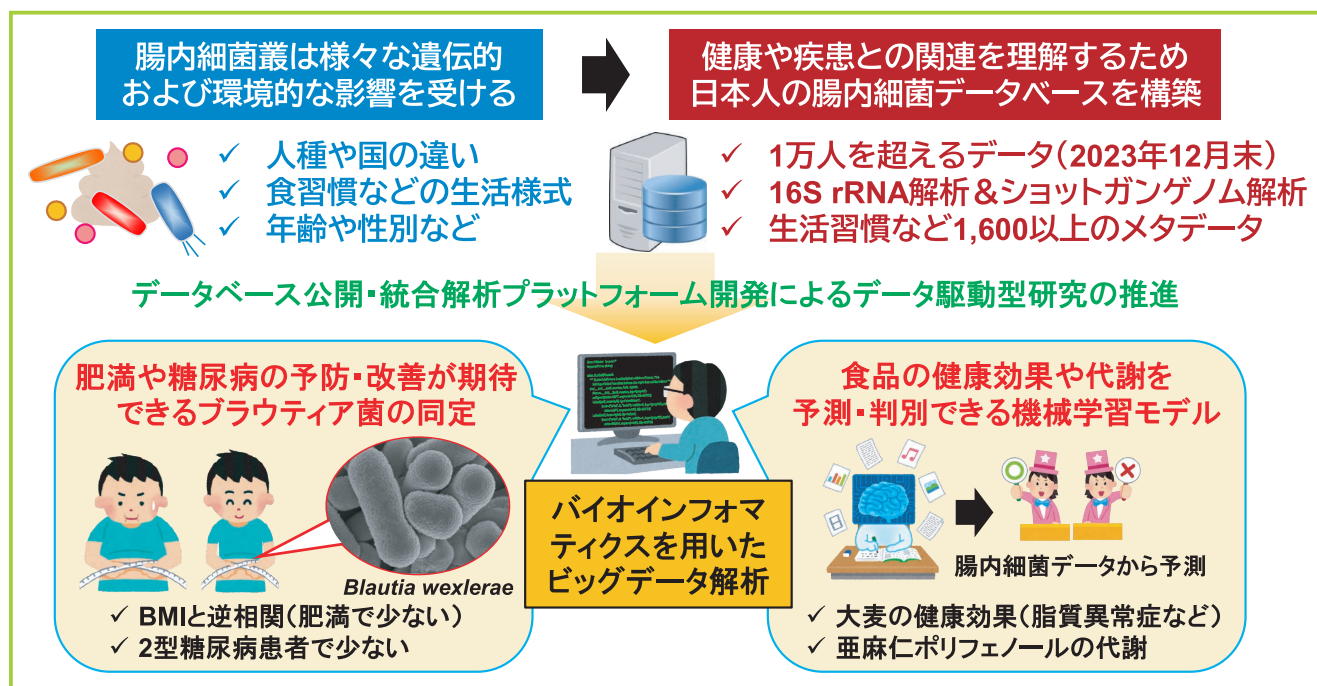 腸内細菌叢は様々な遺伝的
および環境的な影響を受ける
健康や疾患との関連を理解するため
日本人の腸内細菌データベースを構築
✓ 人種や国の違い
✓ 食習慣などの生活様式
✓ 年齢や性別など
✓ 1万人を超えるデータ（2023年12月末）
✓ 16S rRNA解析＆ショットガンゲノム解析
✓ 生活習慣など1,600以上のメタデータ
データベース公開・統合解析プラットフォーム開発によるデータ駆動型研究の推進
肥満や糖尿病の予防・改善が期待
できるブラウティア菌の同定
Blautia wexlerae
✓ BMIと逆相関（肥満で少ない）
✓ 2型糖尿病患者で少ない
バイオインフォマ
ティクスを用いた
ビッグデータ解析
食品の健康効果や代謝を
予測・判別できる機械学習モデル
腸内細菌データから予測
✓ 大麦の健康効果（脂質異常症など）
✓ 亜麻仁ポリフェノールの代謝